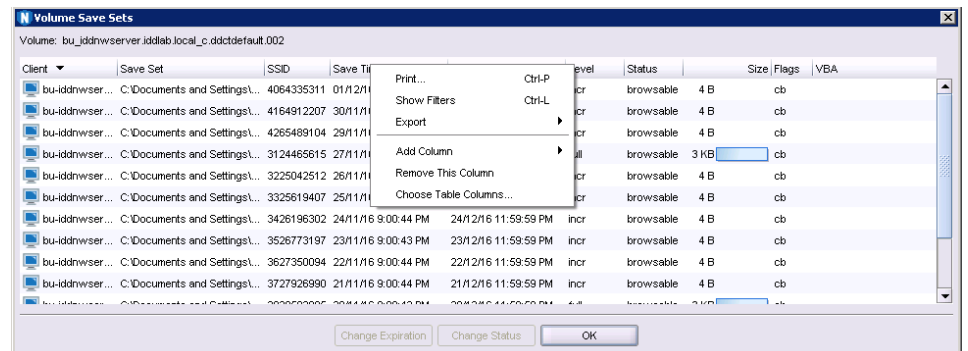 Volume Save Sets
Volume: bu_iddnwserver.iddlab.local_c.ddctdefault.002
Client Save Set SSID Save Ti evel Status Size Flags VBA
bu-iddnwser... C:\Documents and Settings\... 4064335311 01/12/1 ncr browsable 4 B cb
bu-iddnwser... C:\Documents and Settings\... 4164912207 30/11/1 ncr browsable 4 B cb
bu-iddnwser... C:\Documents and Settings\... 4265489104 29/11/1 ncr browsable 4 B cb
bu-iddnwser... C:\Documents and Settings\... 3124465615 27/11/1 ull browsable 3 KB cb
bu-iddnwser... C:\Documents and Settings\... 3225042512 26/11/1 ncr browsable 4 B cb
bu-iddnwser... C:\Documents and Settings\... 3325619407 25/11/1 ncr browsable 4 B cb
bu-iddnwser... C:\Documents and Settings\... 3426196302 24/11/16 9:00:44 PM 24/12/16 11:59:59 PM incr browsable 4 B cb
bu-iddnwser... C:\Documents and Settings\... 3526773197 23/11/16 9:00:43 PM 23/12/16 11:59:59 PM incr browsable 4 B cb
bu-iddnwser... C:\Documents and Settings\... 3627350094 22/11/16 9:00:44 PM 22/12/16 11:59:59 PM incr browsable 4 B cb
bu-iddnwser... C:\Documents and Settings\... 3727926990 21/11/16 9:00:44 PM 21/12/16 11:59:59 PM incr browsable 4 B cb
Print... Ctrl-P
Show Filters Ctrl-L
Export
Add Column
Remove This Column
Choose Table Columns...
Change Expiration Change Status OK